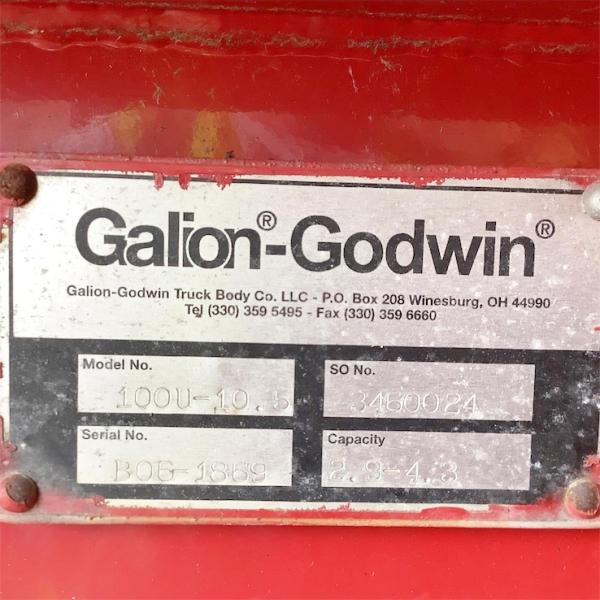 Galion®-Godwin®
Galion-Godwin Truck Body Co. LLC - P.O. Box 208 Winesburg, OH 44990
Tel (330) 359 5495 - Fax (330) 359 6660
Model No. SO No.
100U-10.5 3460024
Serial No. Capacity
B06-1869 2.9-4.3